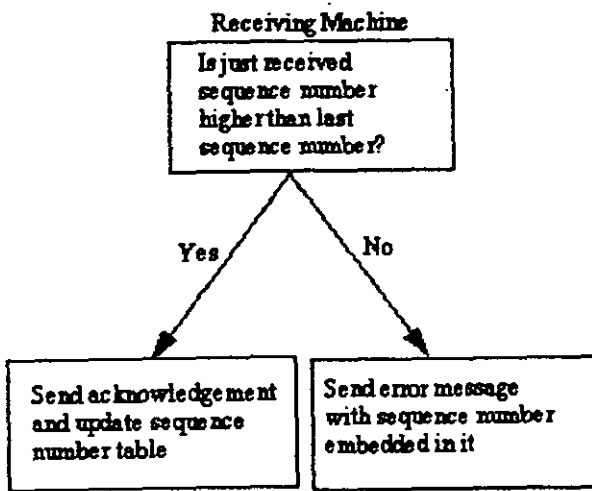 Receiving Machine
Is just received
sequence number
higher than last
sequence number?
Yes
No
Send acknowledgement
and update sequence
number table
Send error message
with sequence number
embedded in it